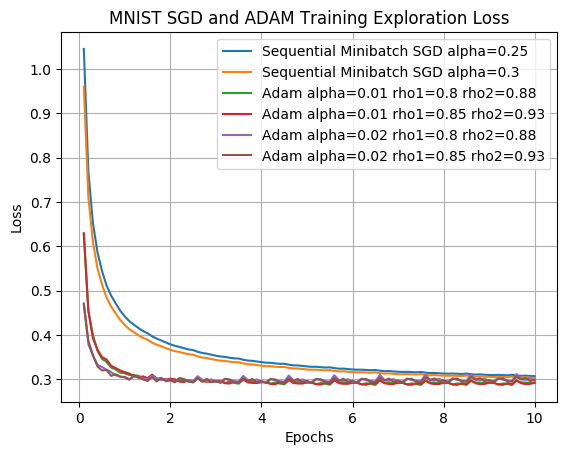 MNIST SGD and ADAM Training Exploration Loss
Sequential Minibatch SGD alpha=0.25
Sequential Minibatch SGD alpha=0.3
Adam alpha=0.01 rho1=0.8 rho2=0.88
Adam alpha=0.01 rho1=0.85 rho2=0.93
Adam alpha=0.02 rho1=0.8 rho2=0.88
Adam alpha=0.02 rho1=0.85 rho2=0.93
Loss
1.0
0.9
0.8
0.7
0.6
0.5
0.4
0.3
0 2 4 6 8 10
Epochs